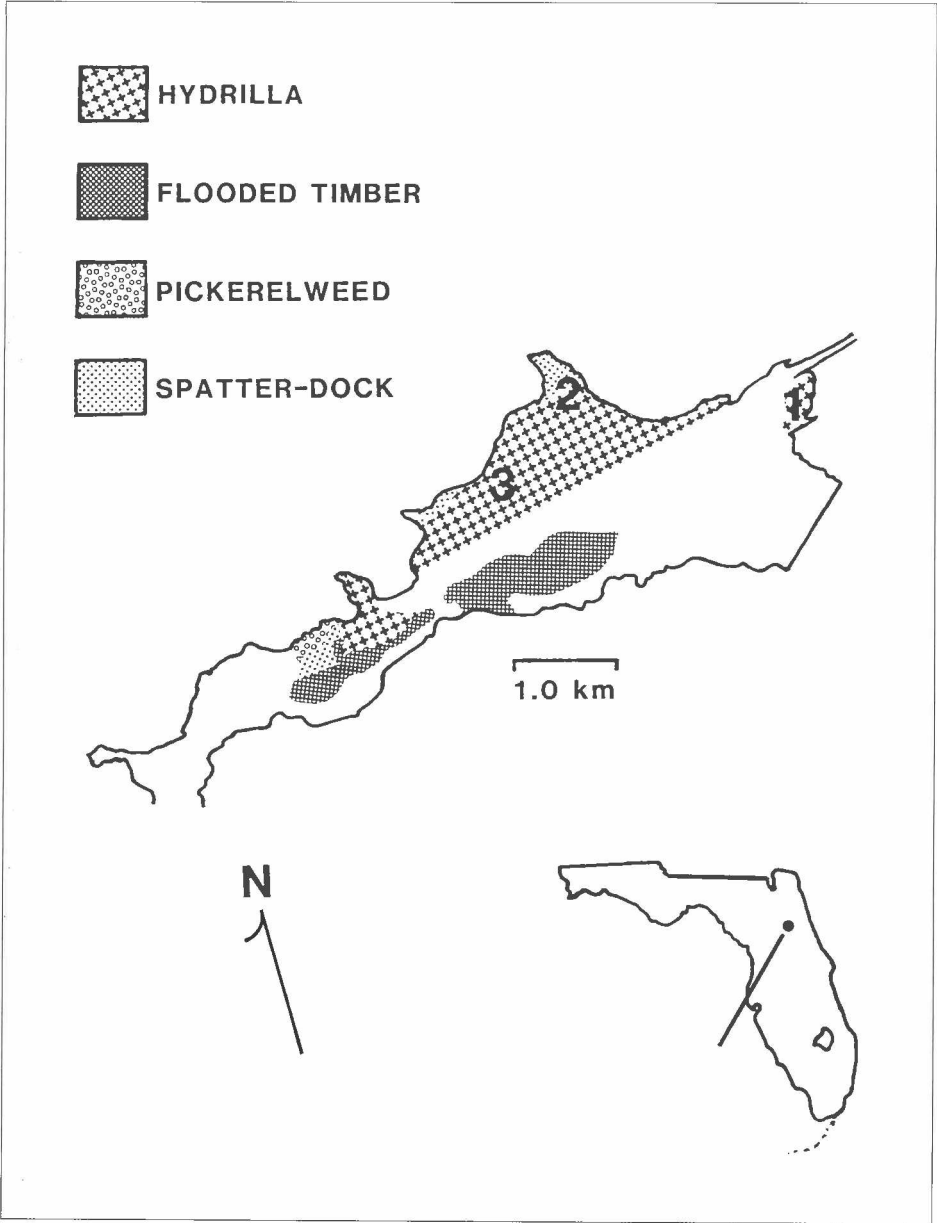 HYDRILLA
FLOODED TIMBER
PICKERELWEED
SPATTER-DOCK
2
1
3
1.0 km
N